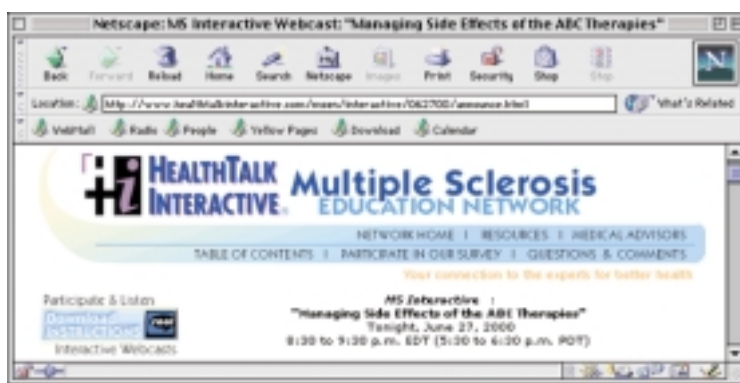 Netscape: MS Interactive Webcast: "Managing Side Effects of the ABC Therapies"
Back Forward Reload Home Search Netscape Images Print Security Shop Stop
N
Location: What's Related
WebMail Radio People Yellow Pages Download Calendar
HEALTHTALK INTERACTIVE
Multiple Sclerosis
EDUCATION NETWORK
NETWORK HOME | RESOURCES | MEDICAL ADVISORS
TABLE OF CONTENTS | PARTICIPATE IN OUR SURVEY | QUESTIONS & COMMENTS
Your connection to the experts for better health
Participate & Listen
Download INSTRUCTIONS real
Interactive Webcasts
MS Interactive :
"Managing Side Effects of the ABC Therapies"
Tonight, June 27, 2000
8:30 to 9:30 p.m. EDT (5:30 to 6:30 p.m. PDT)